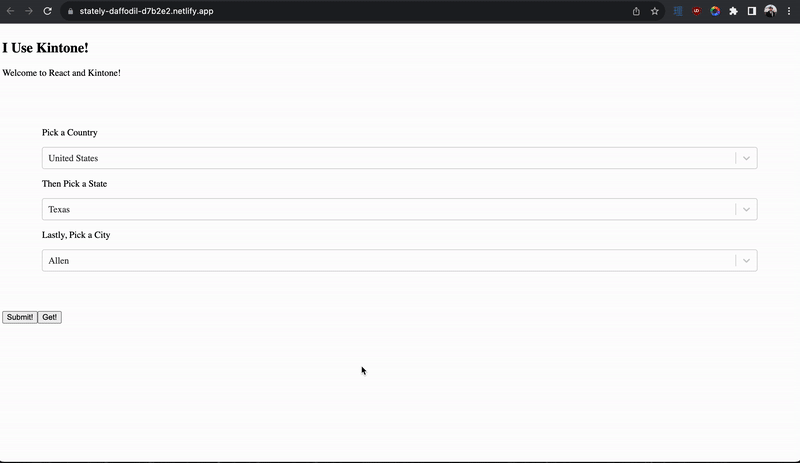 stately-daffodil-d7b2e2.netlify.app
I Use Kintone!
Welcome to React and Kintone!
Pick a Country
United States
Then Pick a State
Texas
Lastly, Pick a City
Allen
Submit! Get!